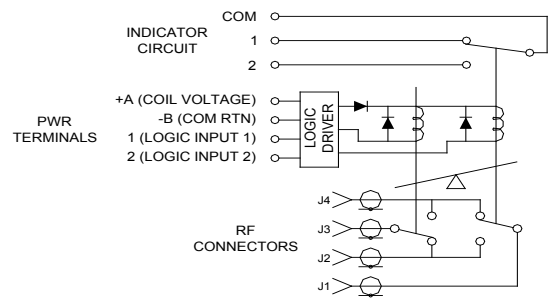 COM
INDICATOR
CIRCUIT
1
2
+A (COIL VOLTAGE)
-B (COM RTN)
PWR
TERMINALS
1 (LOGIC INPUT 1)
2 (LOGIC INPUT 2)
LOGIC
DRIVER
J4
J3
RF
CONNECTORS
J2
J1